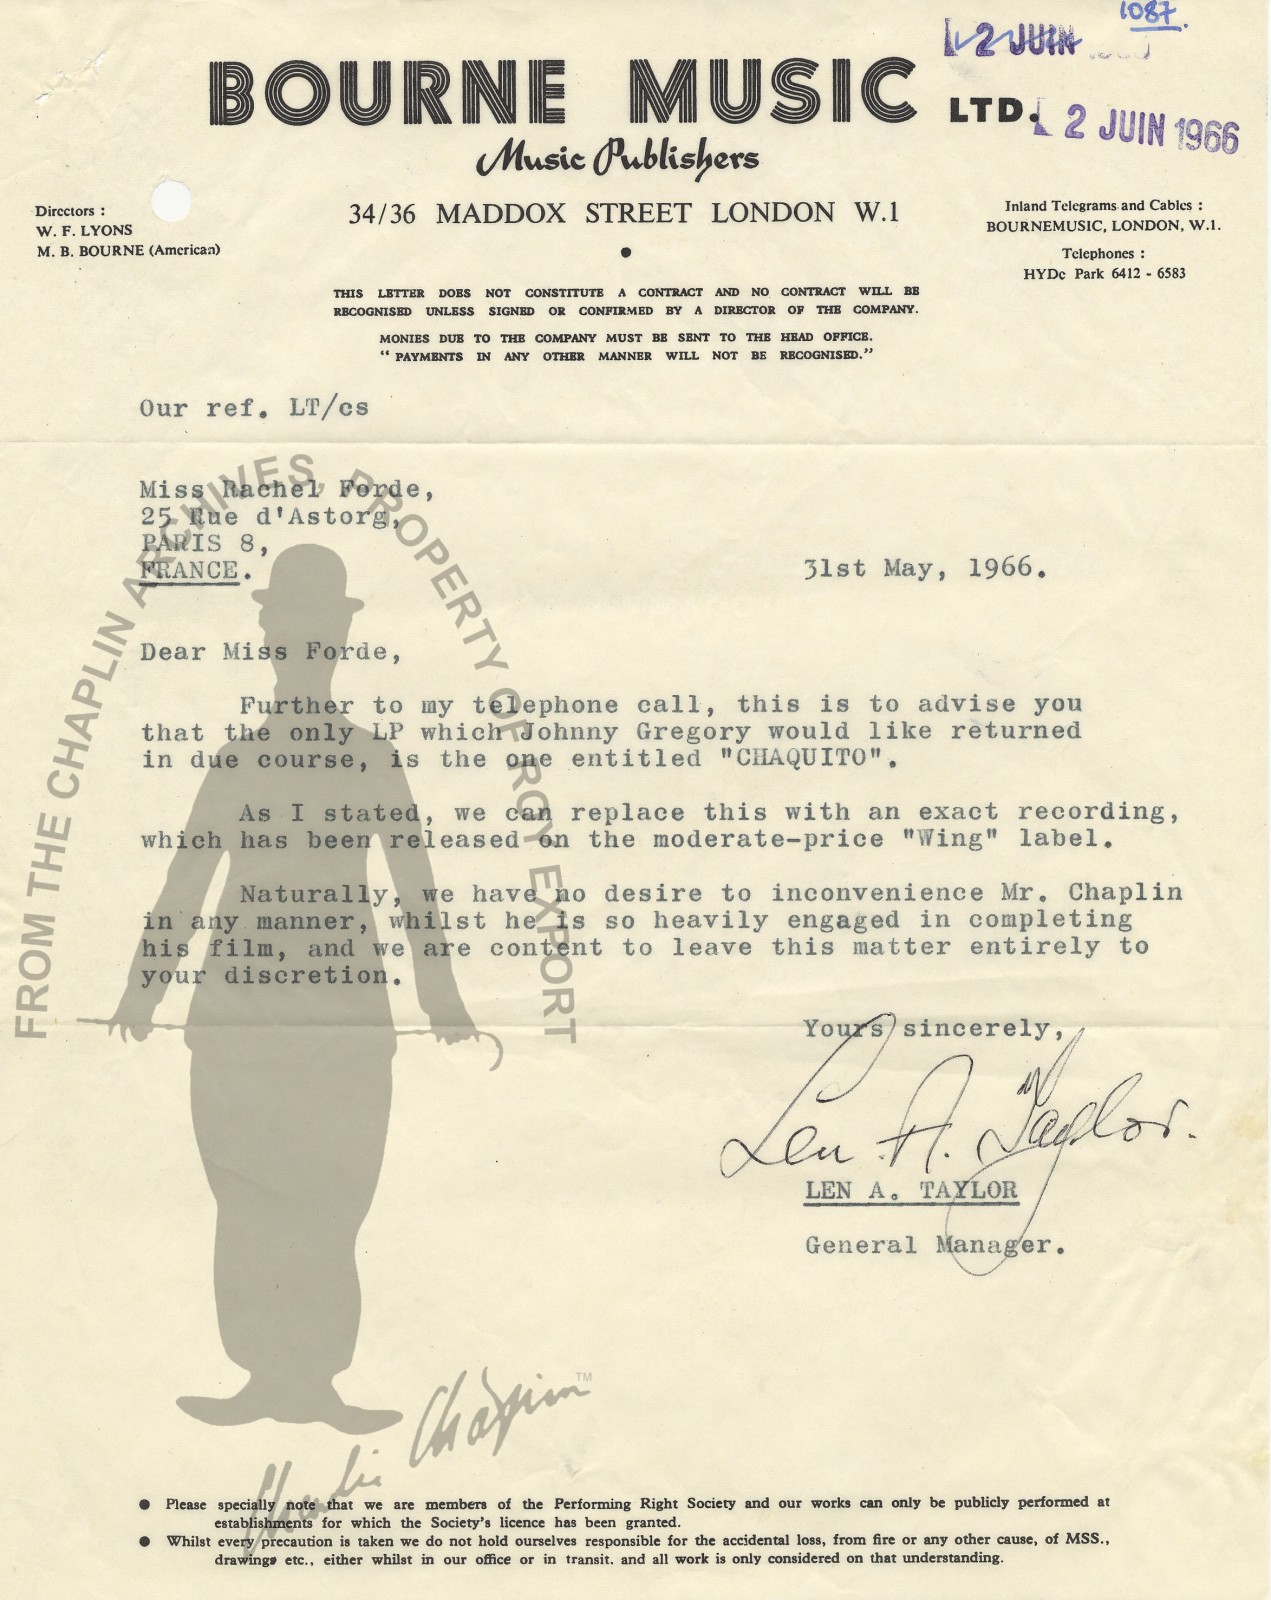 1087.
2 JUIN
BOURNE MUSIC LTD.
2 JUIN 1966
Music Publishers
34/36 MADDOX STREET LONDON W.1
Directors :
W. F. LYONS
M. B. BOURNE (American)
Inland Telegrams and Cables :
BOURNEMUSIC, LONDON, W.1.
Telephones :
HYDe Park 6412 - 6583
THIS LETTER DOES NOT CONSTITUTE A CONTRACT AND NO CONTRACT WILL BE
RECOGNISED UNLESS SIGNED OR CONFIRMED BY A DIRECTOR OF THE COMPANY.
MONIES DUE TO THE COMPANY MUST BE SENT TO THE HEAD OFFICE.
“ PAYMENTS IN ANY OTHER MANNER WILL NOT BE RECOGNISED.”
Our ref. LT/cs
Miss Rachel Forde,
25 Rue d'Astorg,
PARIS 8,
FRANCE.
31st May, 1966.
Dear Miss Forde,
Further to my telephone call, this is to advise you
that the only LP which Johnny Gregory would like returned
in due course, is the one entitled "CHAQUITO".
As I stated, we can replace this with an exact recording,
which has been released on the moderate-price "Wing" label.
Naturally, we have no desire to inconvenience Mr. Chaplin
in any manner, whilst he is so heavily engaged in completing
his film, and we are content to leave this matter entirely to
your discretion.
Yours sincerely,
Len A. Taylor.
LEN A. TAYLOR
General Manager.
FROM THE CHAPLIN ARCHIVES, PROPERTY OF ROY EXPORT
Charlie Chaplin TM
● Please specially note that we are members of the Performing Right Society and our works can only be publicly performed at
establishments for which the Society's licence has been granted.
● Whilst every precaution is taken we do not hold ourselves responsible for the accidental loss, from fire or any other cause, of MSS.,
drawings etc., either whilst in our office or in transit. and all work is only considered on that understanding.